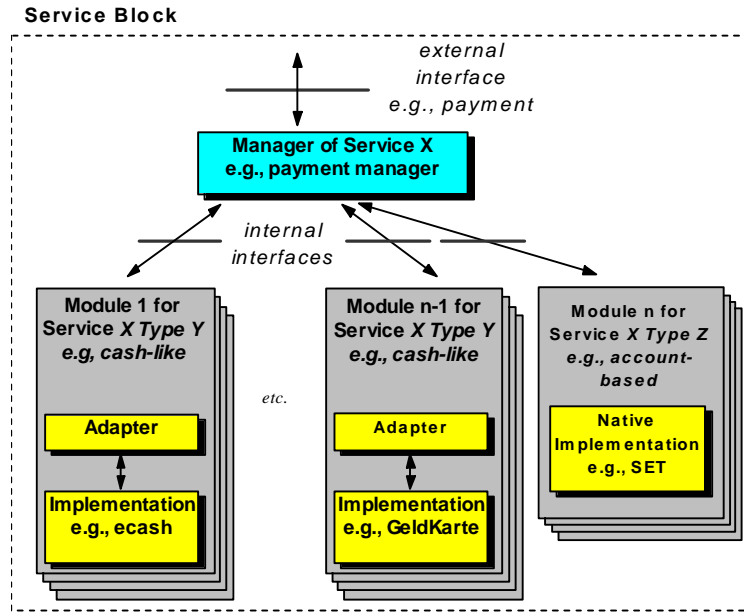 Service Block
external
interface
e.g., payment
Manager of Service X
e.g., payment manager
internal
interfaces
Module 1 for
Service X Type Y
e.g, cash-like
Adapter
Implementation
e.g., ecash
etc.
Module n-1 for
Service X Type Y
e.g., cash-like
Adapter
Implementation
e.g., GeldKarte
Module n for
Service X Type Z
e.g., account-
based
Native
Implementation
e.g., SET